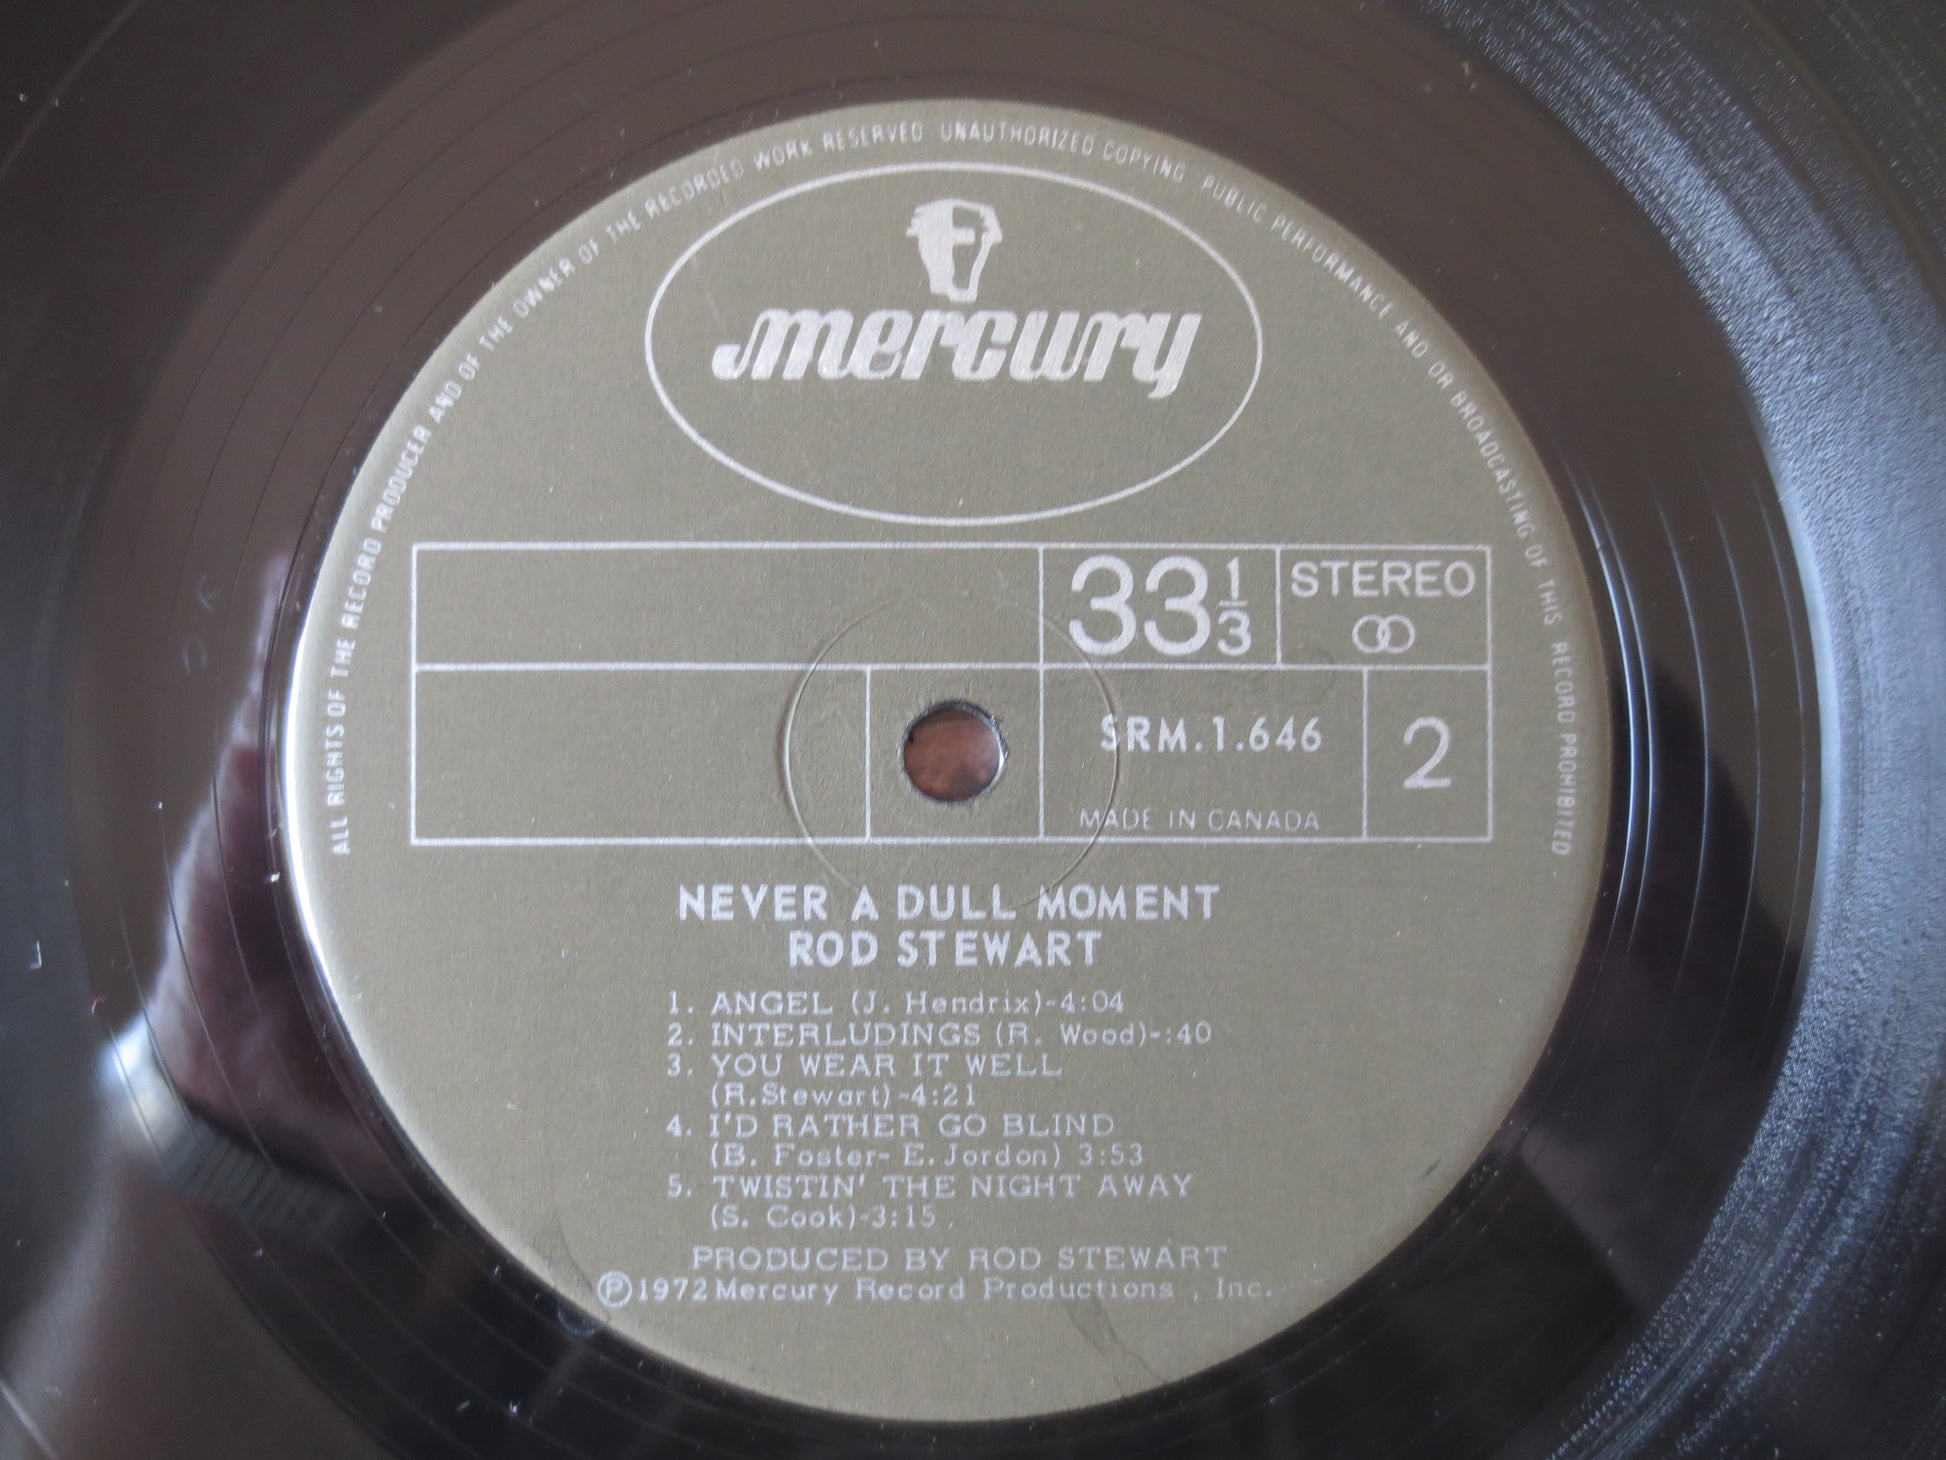 ALL RIGHTS OF THE RECORD PRODUCER AND OF THE OWNER OF THE RECORDED WORK RESERVED UNAUTHORIZED COPYING PUBLIC PERFORMANCE AND OR BROADCASTING OF THIS RECORD PROHIBITED
mercury
33 1/3
STEREO
SRM.1.646
2
MADE IN CANADA
NEVER A DULL MOMENT
ROD STEWART
1. ANGEL (J. Hendrix)-4:04
2. INTERLUDINGS (R. Wood)-:40
3. YOU WEAR IT WELL
(R.Stewart)-4:21
4. I'D RATHER GO BLIND
(B. Foster- E. Jordon) 3:53
5. TWISTIN' THE NIGHT AWAY
(S. Cook)-3:15
PRODUCED BY ROD STEWART
Ⓟ1972 Mercury Record Productions , Inc.